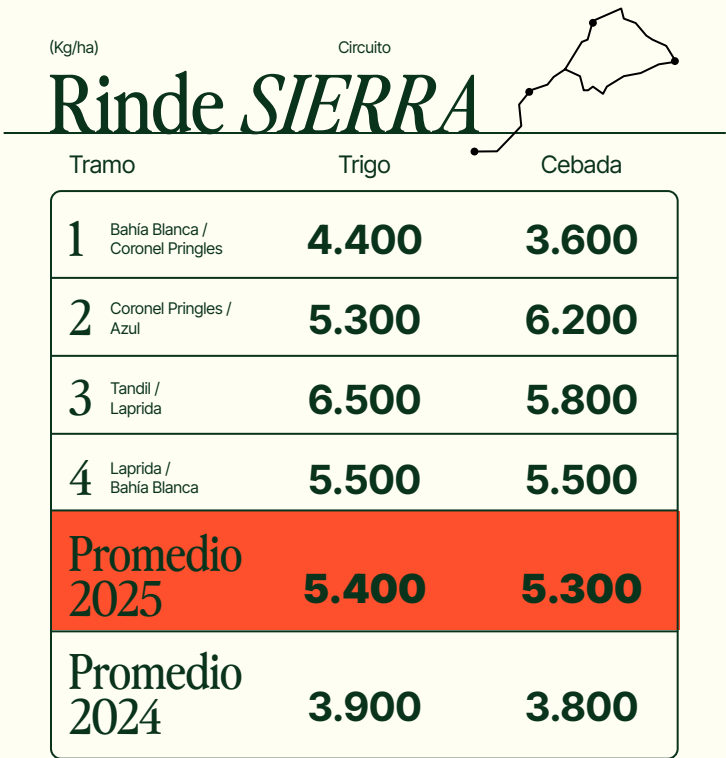 (Kg/ha)
Circuito
Rinde SIERRA
Tramo Trigo Cebada
1 Bahía Blanca / 4.400 3.600
Coronel Pringles
2 Coronel Pringles / 5.300 6.200
Azul
3 Tandil / 6.500 5.800
Laprida
4 Laprida / 5.500 5.500
Bahía Blanca
Promedio
2025 5.400 5.300
Promedio
2024 3.900 3.800